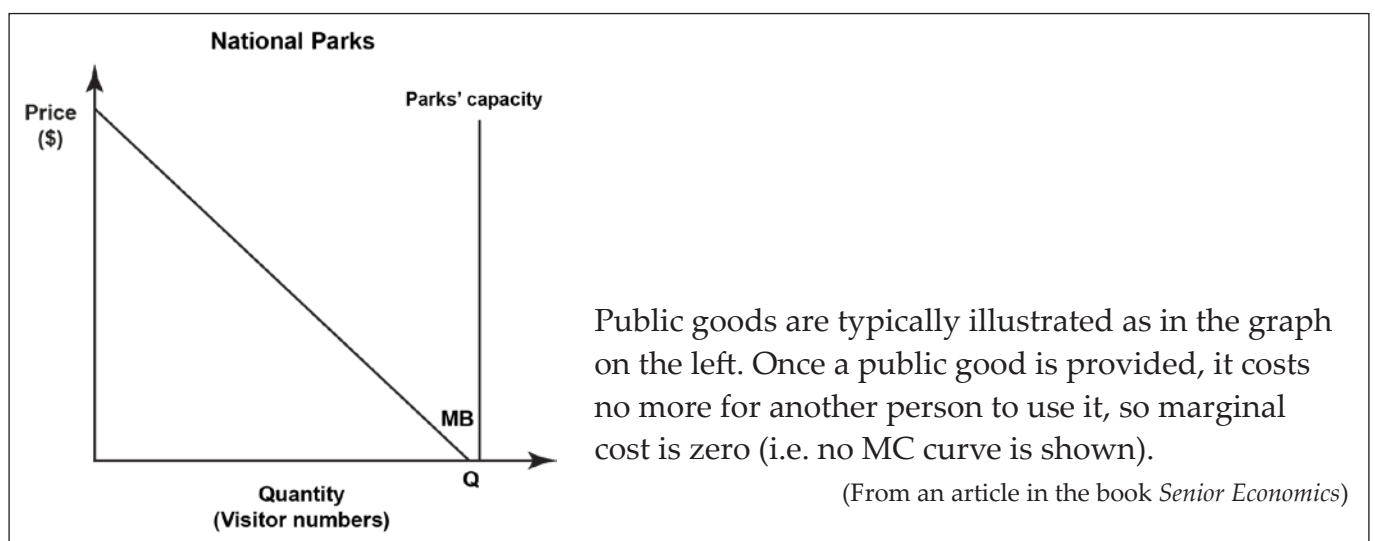 National Parks
Price
($)
Parks' capacity
MB
Q
Quantity
(Visitor numbers)
Public goods are typically illustrated as in the graph
on the left. Once a public good is provided, it costs
no more for another person to use it, so marginal
cost is zero (i.e. no MC curve is shown).
(From an article in the book Senior Economics)